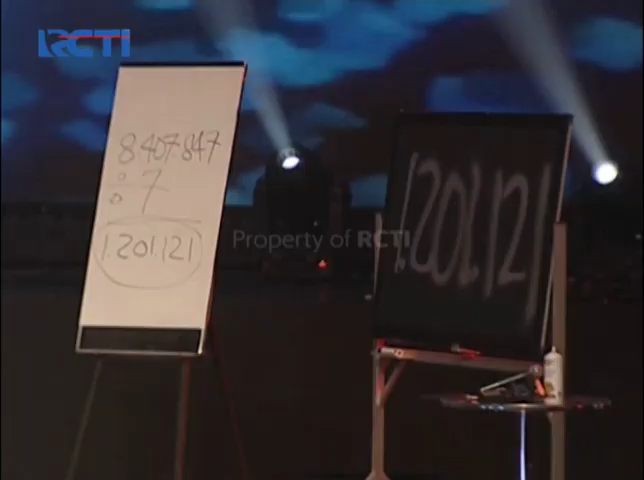 RCTI
8.407.847
÷ 7
1.201.121
Property of RCTI
1.201.121